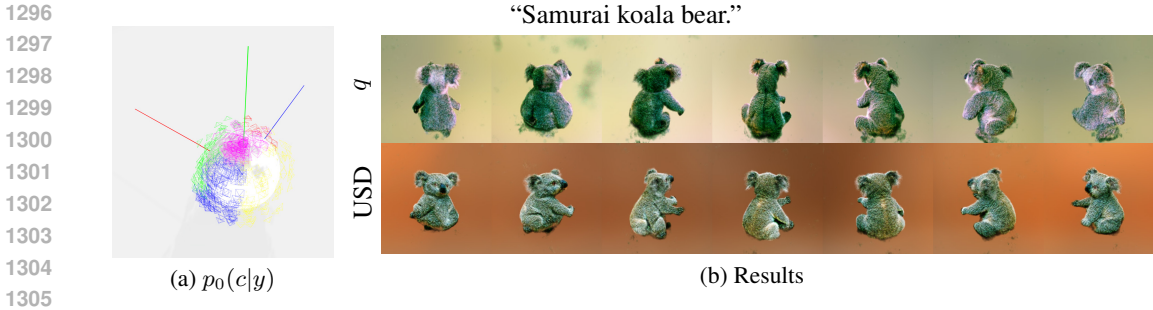 1296
1297
1298
1299
1300
1301
1302
1303
1304
1305
“Samurai koala bear.”
q
USD
(a) p₀(c|y)
(b) Results